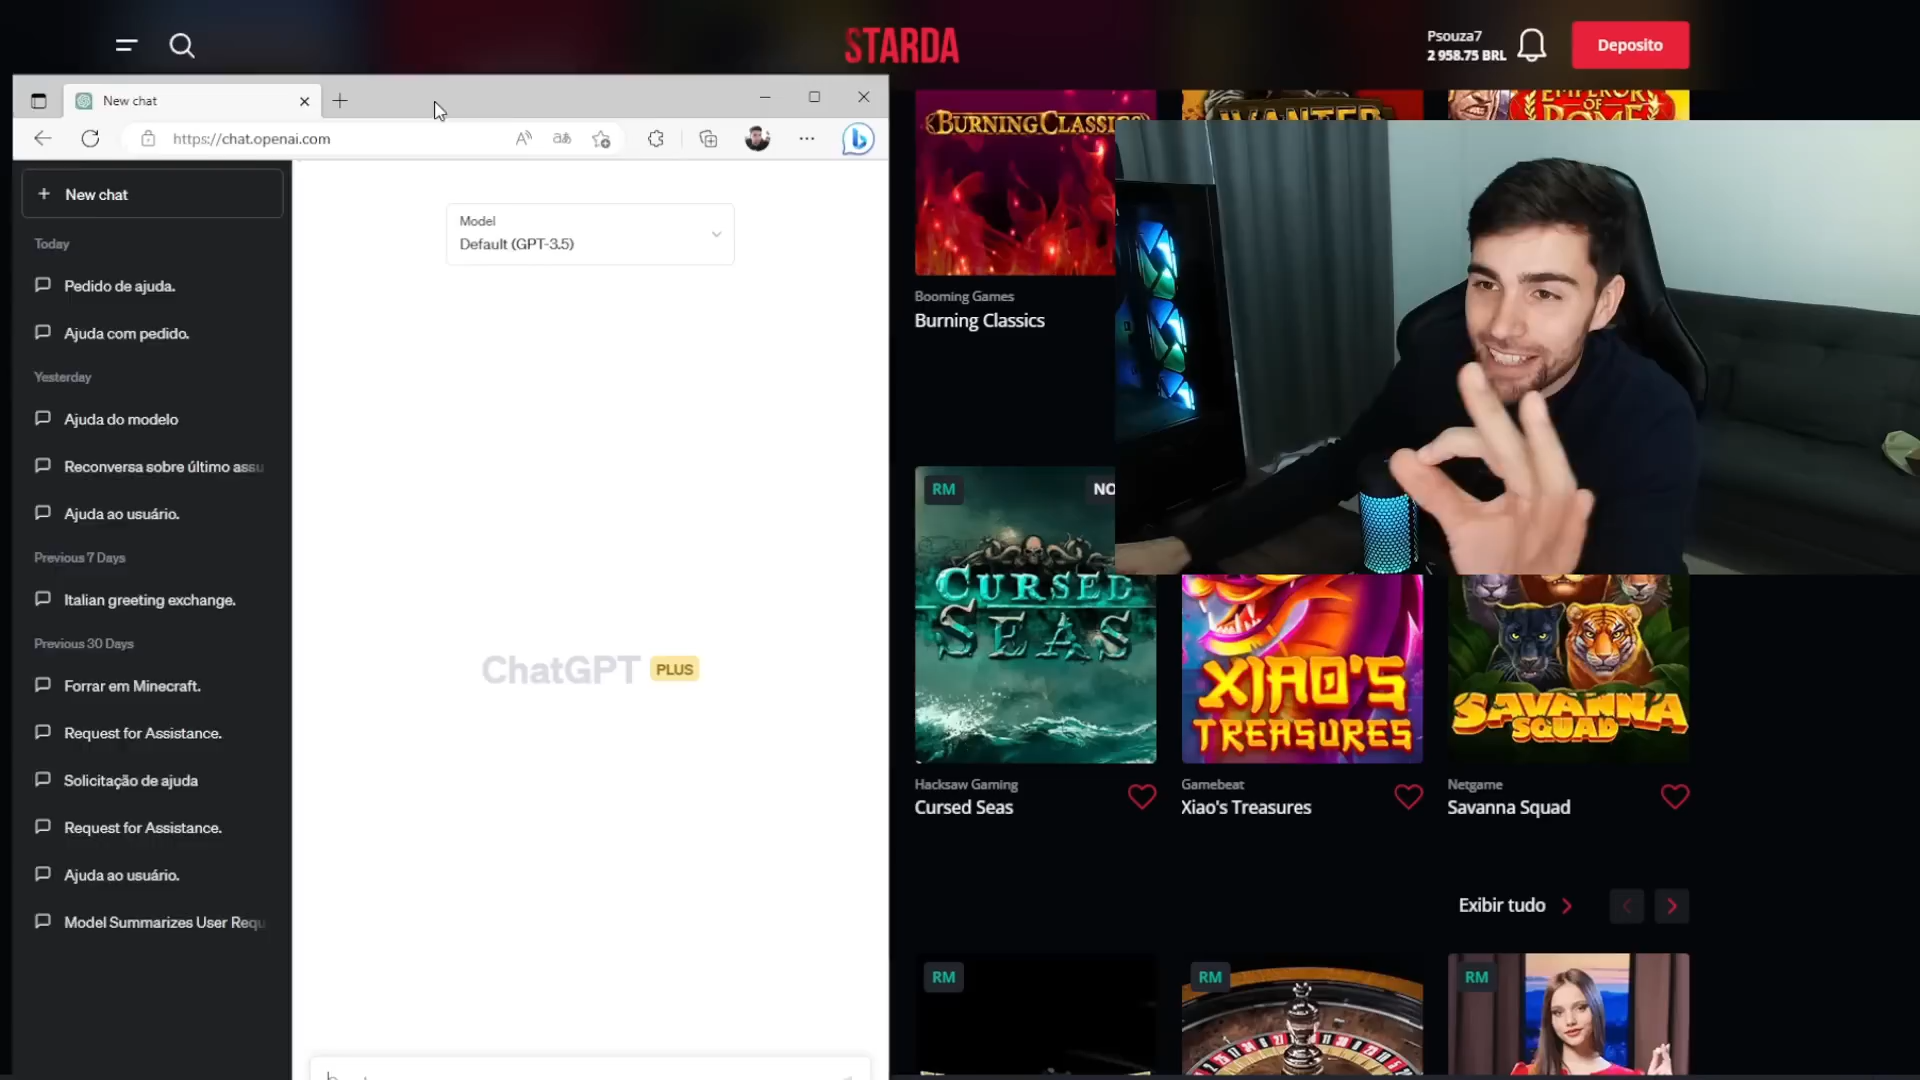 STARDA
Psouza7
2 958.75 BRL
Deposito
New chat
https://chat.openai.com
New chat
Today
Pedido de ajuda.
Ajuda com pedido.
Yesterday
Ajuda do modelo
Reconversa sobre último assu
Ajuda ao usuário.
Previous 7 Days
Italian greeting exchange.
Previous 30 Days
Forrar em Minecraft.
Request for Assistance.
Solicitação de ajuda
Request for Assistance.
Ajuda ao usuário.
Model Summarizes User Requ
Model
Default (GPT-3.5)
ChatGPT PLUS
BURNING CLASSICS
Booming Games
Burning Classics
WANTED
EMPEROR
OF
ROME
RM
NO
CURSED
SEAS
Hacksaw Gaming
Cursed Seas
XIAO'S
TREASURES
Gamebeat
Xiao's Treasures
SAVANNA
SQUAD
Netgame
Savanna Squad
Exibir tudo
RM
RM
RM